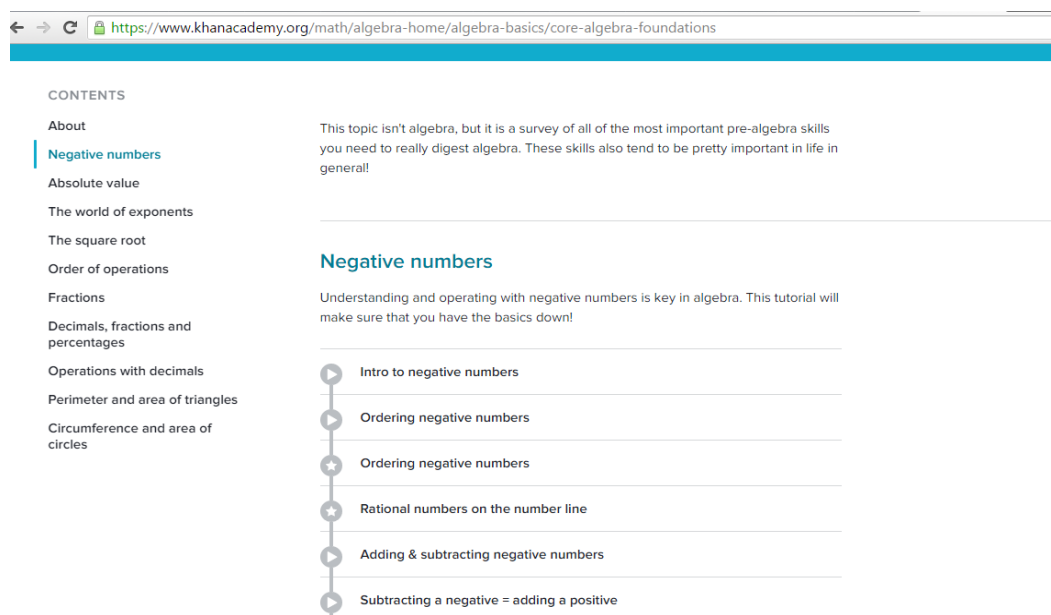 https://www.khanacademy.org/math/algebra-home/algebra-basics/core-algebra-foundations
CONTENTS
About
Negative numbers
Absolute value
The world of exponents
The square root
Order of operations
Fractions
Decimals, fractions and
percentages
Operations with decimals
Perimeter and area of triangles
Circumference and area of
circles
This topic isn't algebra, but it is a survey of all of the most important pre-algebra skills
you need to really digest algebra. These skills also tend to be pretty important in life in
general!
Negative numbers
Understanding and operating with negative numbers is key in algebra. This tutorial will
make sure that you have the basics down!
Intro to negative numbers
Ordering negative numbers
Ordering negative numbers
Rational numbers on the number line
Adding & subtracting negative numbers
Subtracting a negative = adding a positive